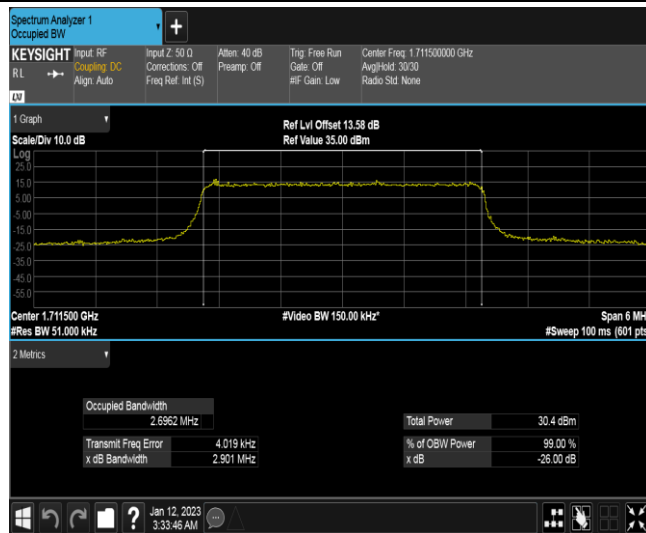 Spectrum Analyzer 1
Occupied BW
+
KEYSIGHT
RL
Input: RF
Coupling: DC
Align: Auto
Input Z: 50 Ω
Corrections: Off
Freq Ref: Int (S)
Atten: 40 dB
Preamp: Off
Trig: Free Run
Gate: Off
#IF Gain: Low
Center Freq: 1.711500000 GHz
Avg|Hold: 30/30
Radio Std: None
LXI
1 Graph
Scale/Div 10.0 dB
Ref Lvl Offset 13.58 dB
Ref Value 35.00 dBm
Log
25.0
15.0
5.00
-5.00
-15.0
-25.0
-35.0
-45.0
-55.0
Center 1.711500 GHz
#Video BW 150.00 kHz*
Span 6 MH
#Res BW 51.000 kHz
#Sweep 100 ms (601 pts
2 Metrics
Occupied Bandwidth
2.6962 MHz
Total Power 30.4 dBm
Transmit Freq Error 4.019 kHz
% of OBW Power 99.00 %
x dB Bandwidth 2.901 MHz
x dB -26.00 dB
?
Jan 12, 2023
3:33:46 AM